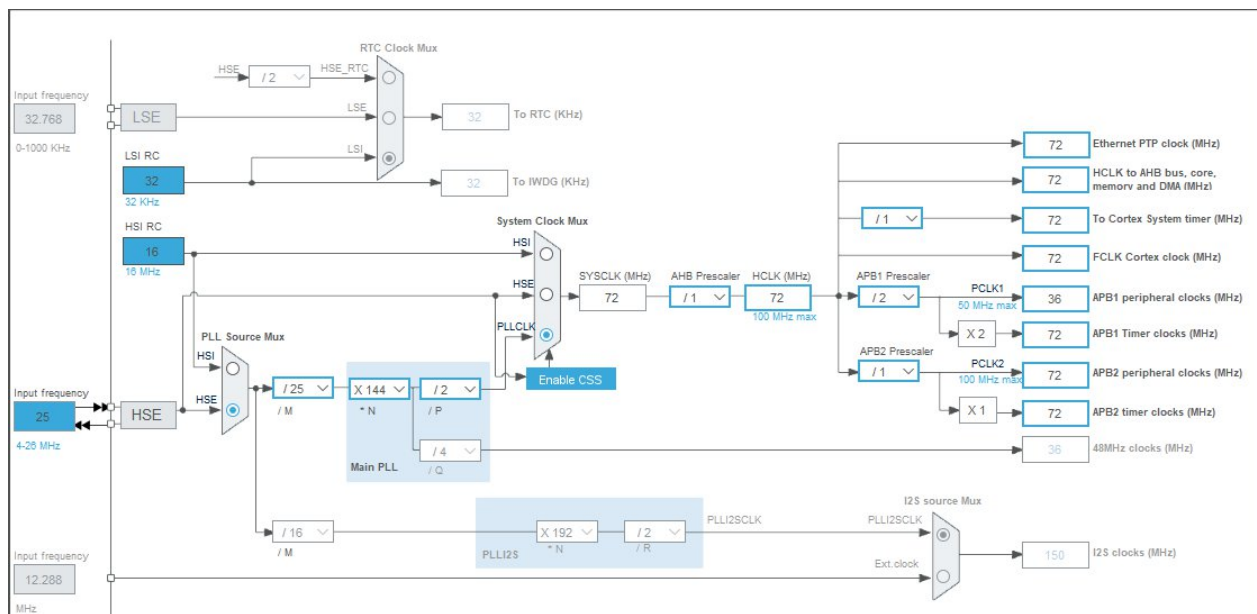 RTC Clock Mux
HSE
/ 2
HSE_RTC
Input frequency
32.768
0-1000 KHz
LSE
LSE
32
To RTC (KHz)
LSI RC
32
32 KHz
LSI
32
To IWDG (KHz)
HSI RC
16
16 MHz
System Clock Mux
HSI
HSE
PLLCLK
SYSCLK (MHz)
72
AHB Prescaler
/ 1
HCLK (MHz)
72
100 MHz max
72
Ethernet PTP clock (MHz)
72
HCLK to AHB bus, core,
memory and DMA (MHz)
/ 1
72
To Cortex System timer (MHz)
72
FCLK Cortex clock (MHz)
APB1 Prescaler
/ 2
PCLK1
50 MHz max
36
APB1 peripheral clocks (MHz)
X 2
72
APB1 Timer clocks (MHz)
APB2 Prescaler
/ 1
PCLK2
100 MHz max
72
APB2 peripheral clocks (MHz)
X 1
72
APB2 timer clocks (MHz)
PLL Source Mux
HSI
HSE
Input frequency
25
4-26 MHz
HSE
/ 25
/ M
X 144
* N
/ 2
/ P
Enable CSS
/ 4
/ Q
Main PLL
36
48MHz clocks (MHz)
/ 16
/ M
X 192
* N
/ 2
/ R
PLLI2S
PLLI2SCLK
I2S source Mux
PLLI2SCLK
Ext.clock
150
I2S clocks (MHz)
Input frequency
12.288
MHz